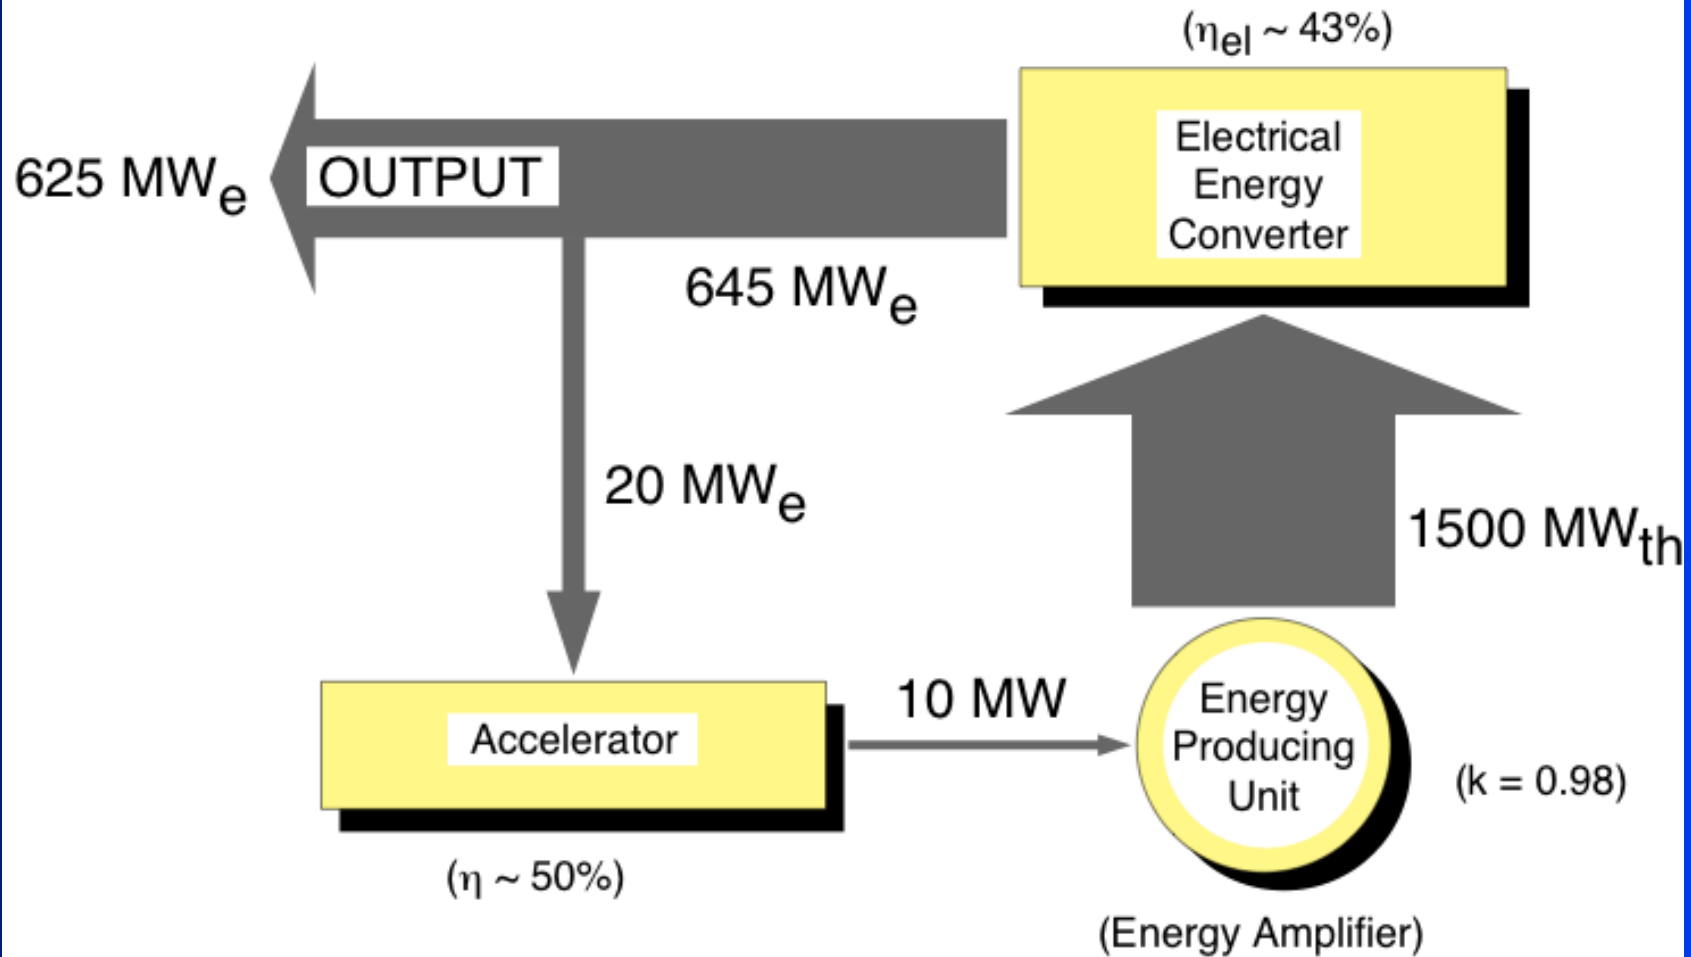 (ηel ~ 43%)
Electrical
Energy
Converter
625 MWe
OUTPUT
645 MWe
20 MWe
1500 MWth
Accelerator
10 MW
Energy
Producing
Unit
(k = 0.98)
(η ~ 50%)
(Energy Amplifier)